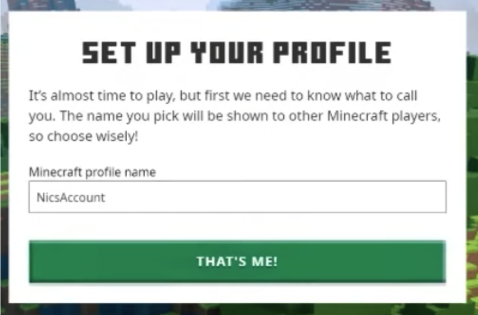 SET UP YOUR PROFILE
It's almost time to play, but first we need to know what to call
you. The name you pick will be shown to other Minecraft players,
so choose wisely!
Minecraft profile name
NicsAccount
THAT'S ME!